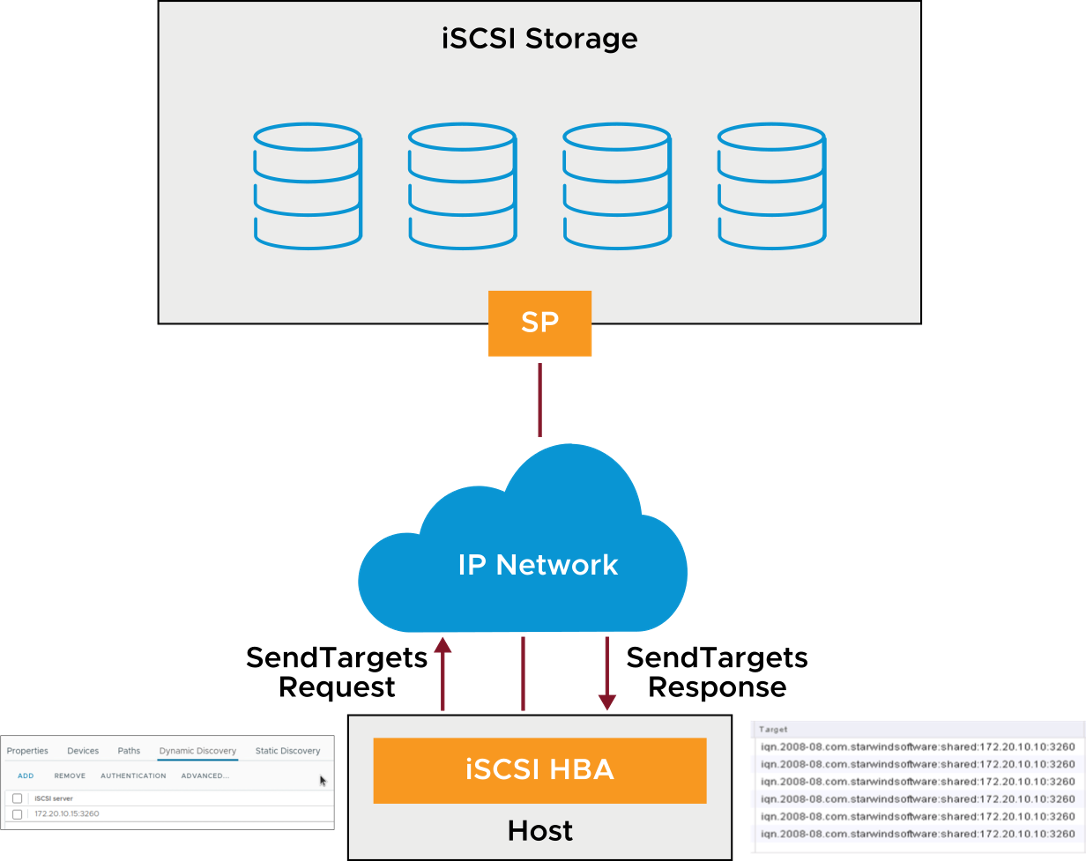 iSCSI Storage
SP
IP Network
SendTargets
Request
SendTargets
Response
Properties Devices Paths Dynamic Discovery Static Discovery
ADD REMOVE AUTHENTICATION ADVANCED...
iSCSI server
172.20.10.15:3260
iSCSI HBA
Host
Target
iqn.2008-08.com.starwindsoftware:shared:172.20.10.10:3260
iqn.2008-08.com.starwindsoftware:shared:172.20.10.10:3260
iqn.2008-08.com.starwindsoftware:shared:172.20.10.10:3260
iqn.2008-08.com.starwindsoftware:shared:172.20.10.10:3260
iqn.2008-08.com.starwindsoftware:shared:172.20.10.10:3260
iqn.2008-08.com.starwindsoftware:shared:172.20.10.10:3260